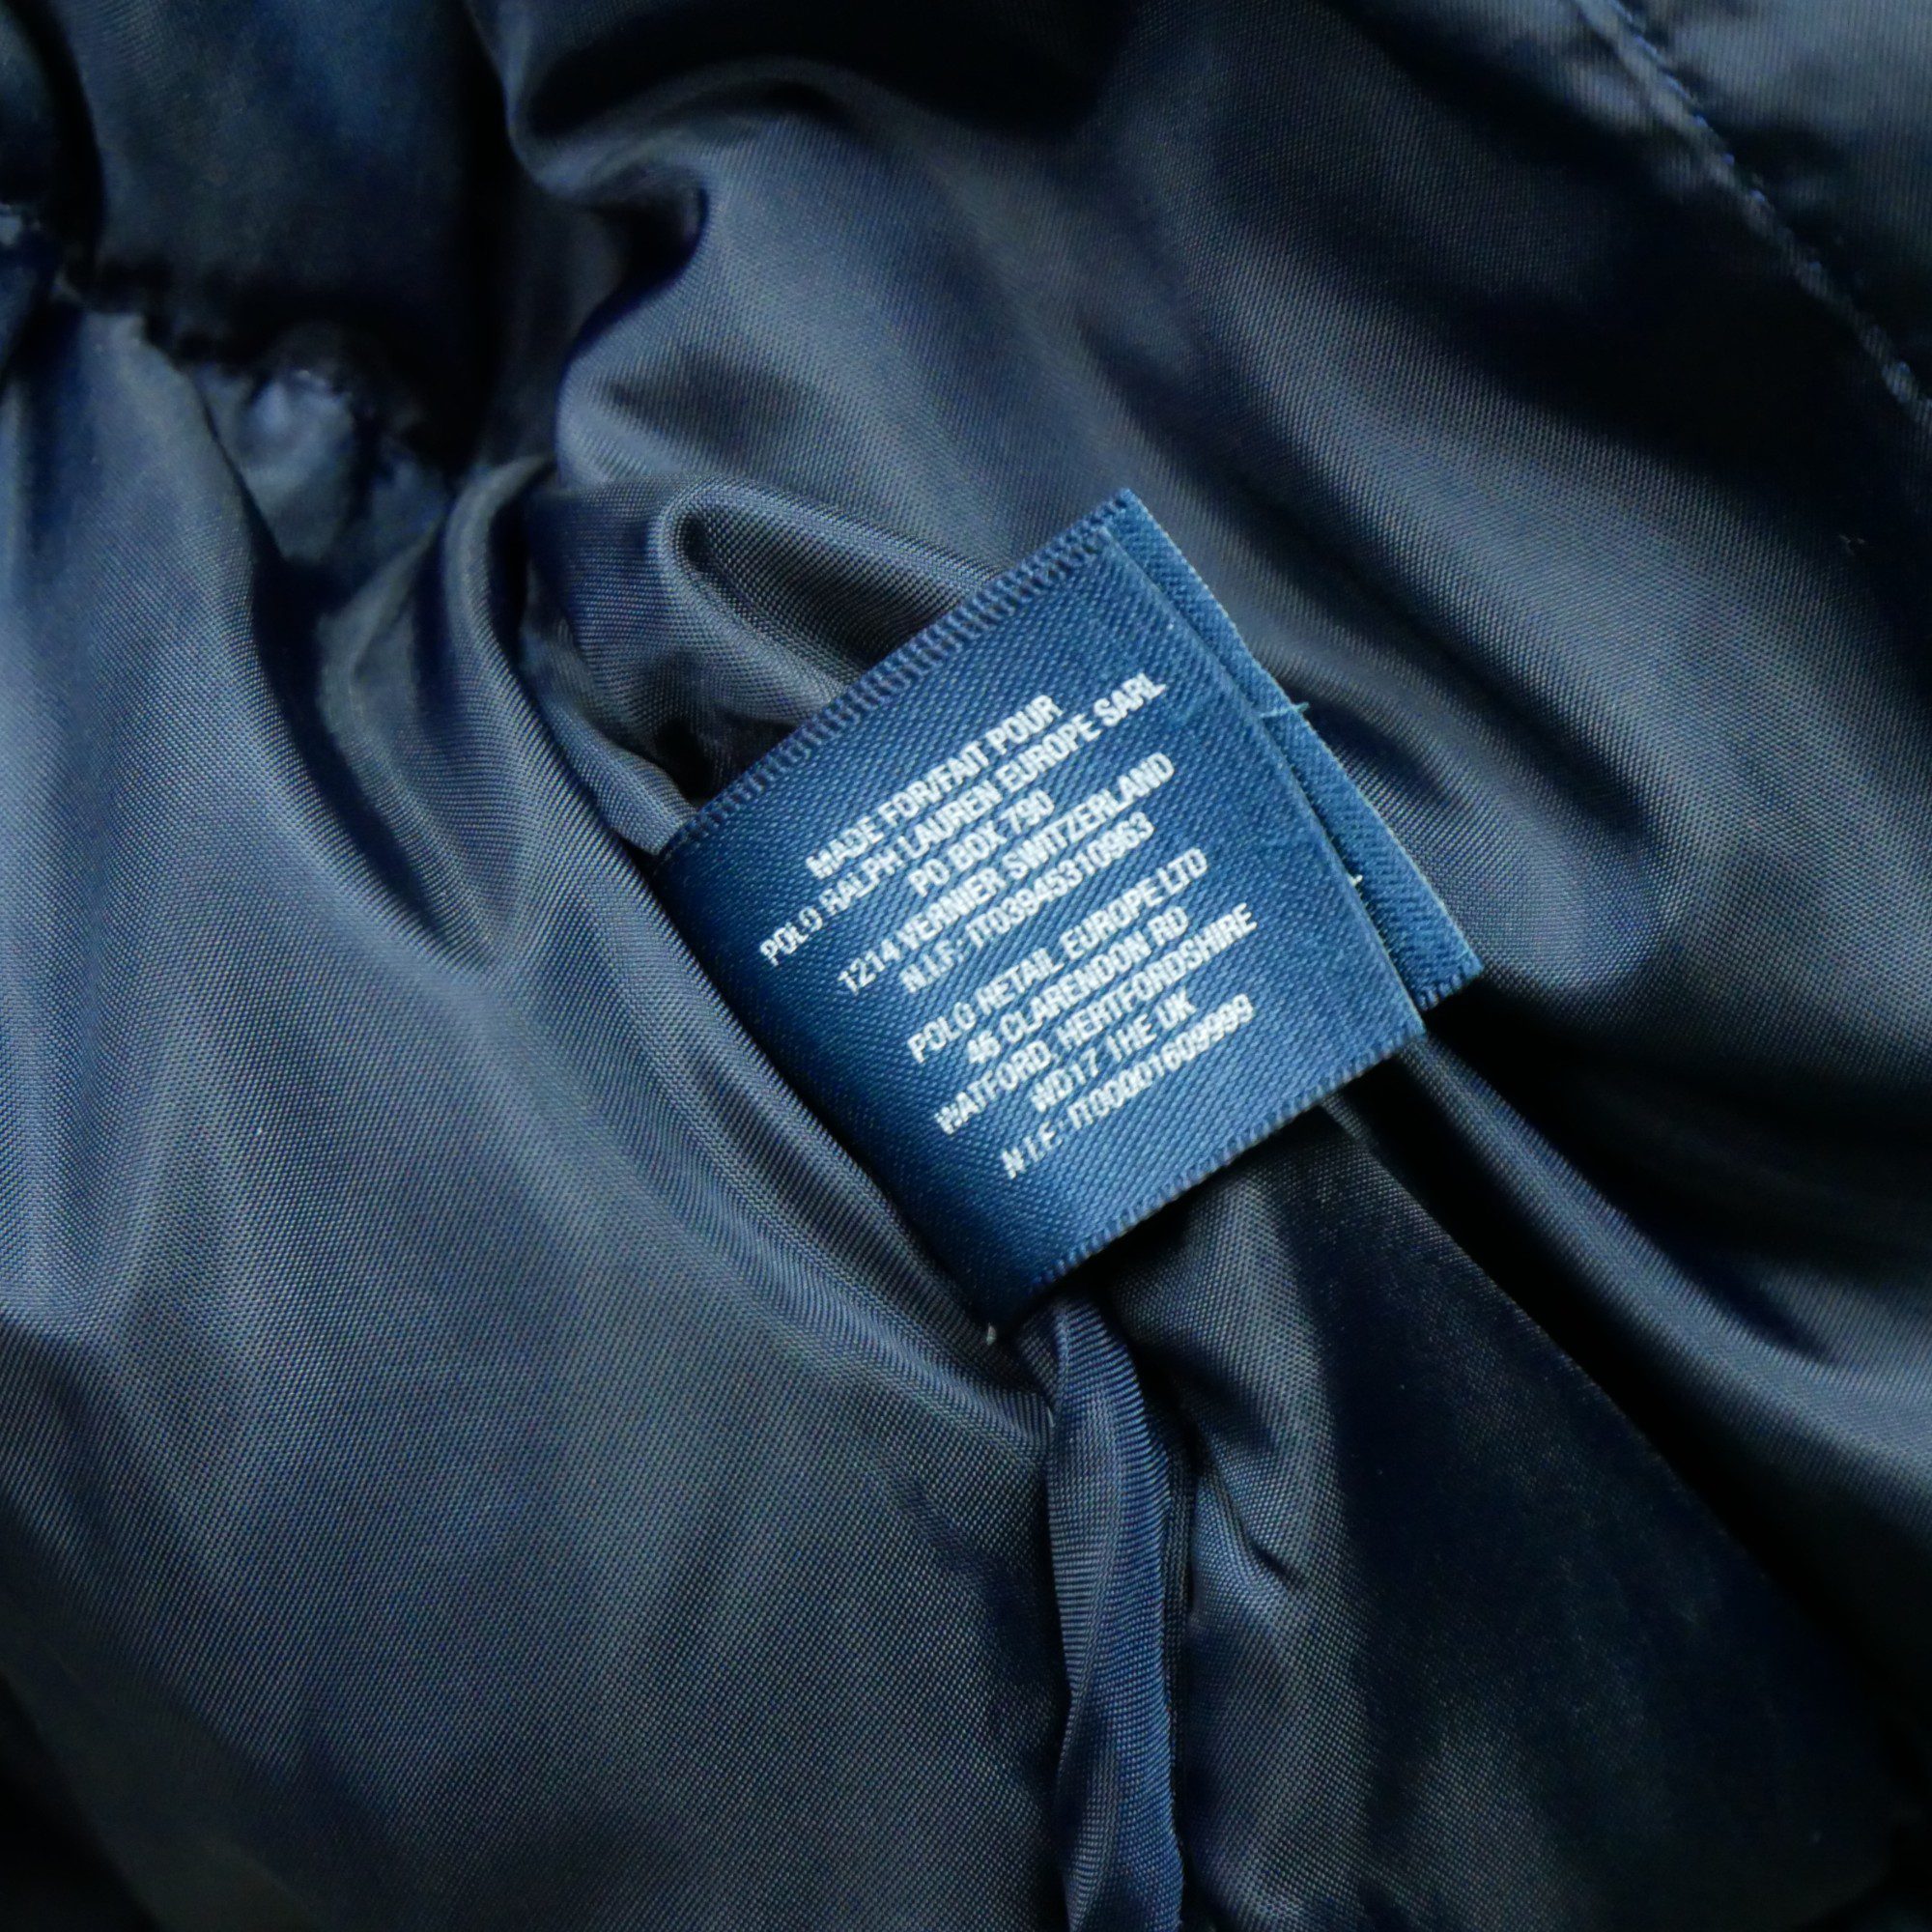 MADE FOR/FAIT POUR
POLO RALPH LAUREN EUROPE SARL
PO BOX 790
1214 VERNIER SWITZERLAND
N.I.F: IT03945310963
POLO RETAIL EUROPE LTD
46 CLARENDON RD
WATFORD, HERTFORDSHIRE
WD17 1HE UK
N.I.F.: IT00001609999